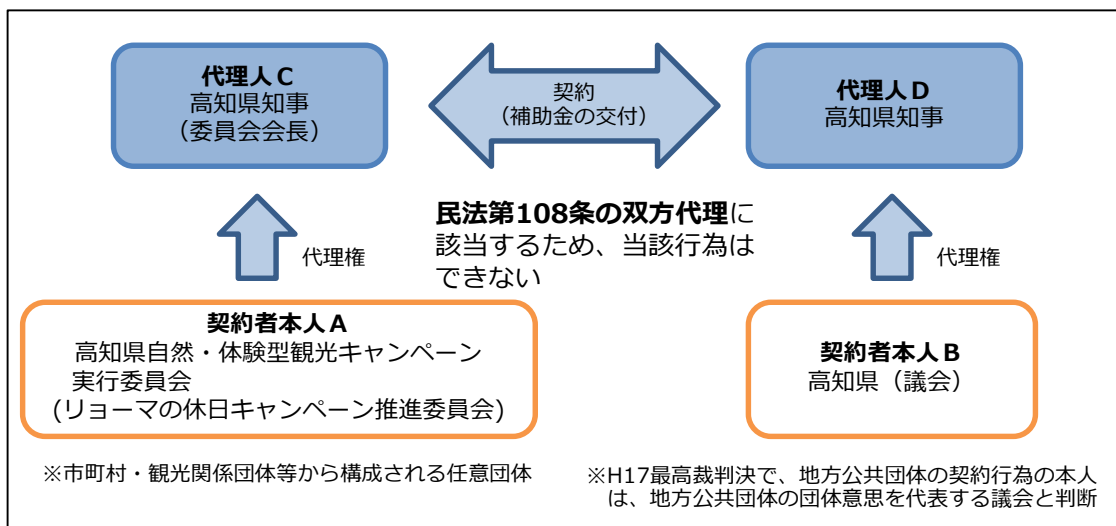 代理人C
高知県知事
（委員会会長）
契約
（補助金の交付）
代理人D
高知県知事
民法第108条の双方代理に
該当するため、当該行為は
できない
代理権
代理権
契約者本人A
高知県自然・体験型観光キャンペーン
実行委員会
(リョーマの休日キャンペーン推進委員会)
契約者本人B
高知県（議会）
※市町村・観光関係団体等から構成される任意団体
※H17最高裁判決で、地方公共団体の契約行為の本人
は、地方公共団体の団体意思を代表する議会と判断